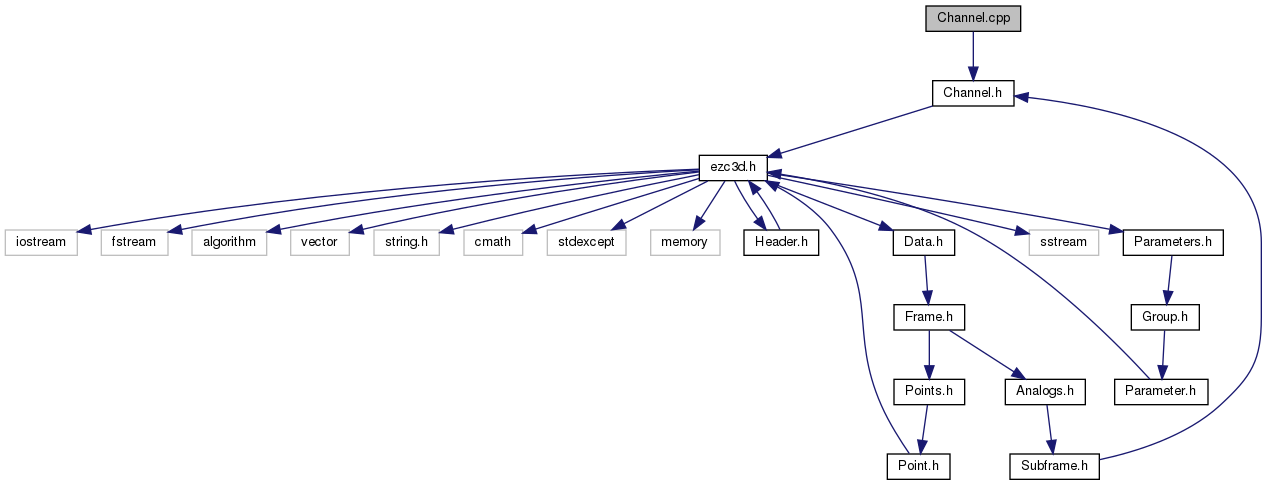 Channel.cpp
Channel.h
ezc3d.h
iostream
fstream
algorithm
vector
string.h
cmath
stdexcept
memory
Header.h
Data.h
sstream
Parameters.h
Frame.h
Group.h
Points.h
Analogs.h
Parameter.h
Point.h
Subframe.h